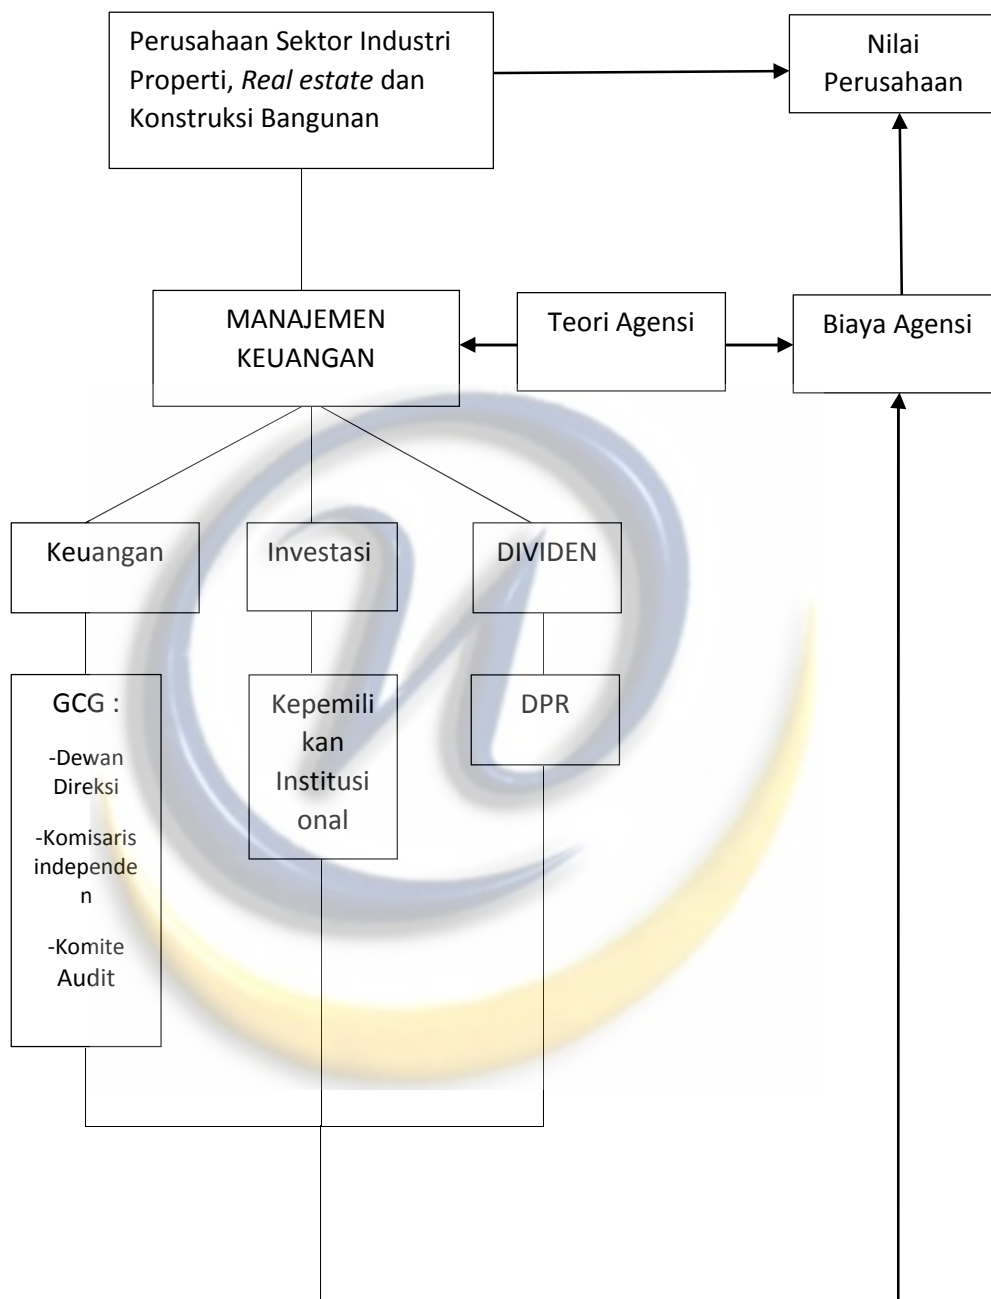 Perusahaan Sektor Industri
Properti, Real estate dan
Konstruksi Bangunan
Nilai
Perusahaan
MANAJEMEN
KEUANGAN
Teori Agensi
Biaya Agensi
Keuangan
Investasi
DIVIDEN
GCG :
-Dewan
Direksi
-Komisaris
independe
n
-Komite
Audit
Kepemili
kan
Institusi
onal
DPR